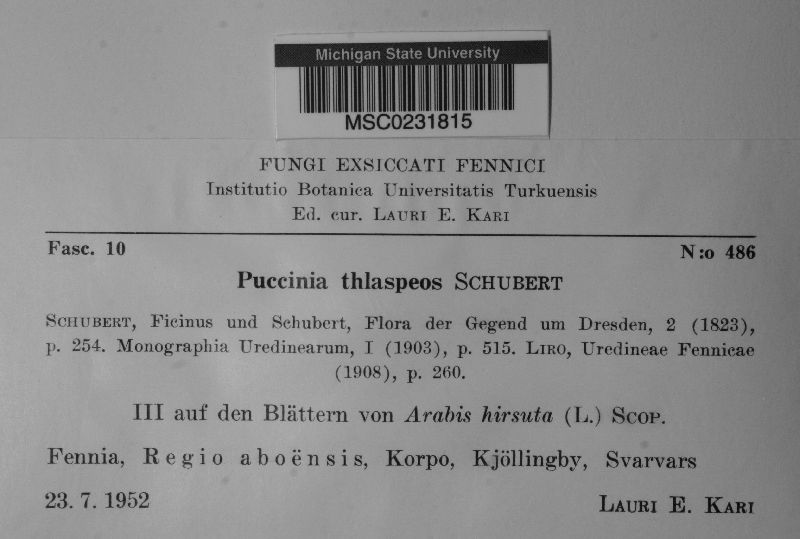 Michigan State University
MSC0231815
FUNGI EXSICCATI FENNICI
Institutio Botanica Universitatis Turkuensis
Ed. cur. LAURI E. KARI
Fasc. 10 N:o 486
Puccinia thlaspeos SCHUBERT
SCHUBERT, Ficinus und Schubert, Flora der Gegend um Dresden, 2 (1823),
p. 254. Monographia Uredinearum, I (1903), p. 515. LIRO, Uredineae Fennicae
(1908), p. 260.
III auf den Blättern von Arabis hirsuta (L.) SCOP.
Fennia, Regio aboënsis, Korpo, Kjöllingby, Svarvars
23. 7. 1952 LAURI E. KARI